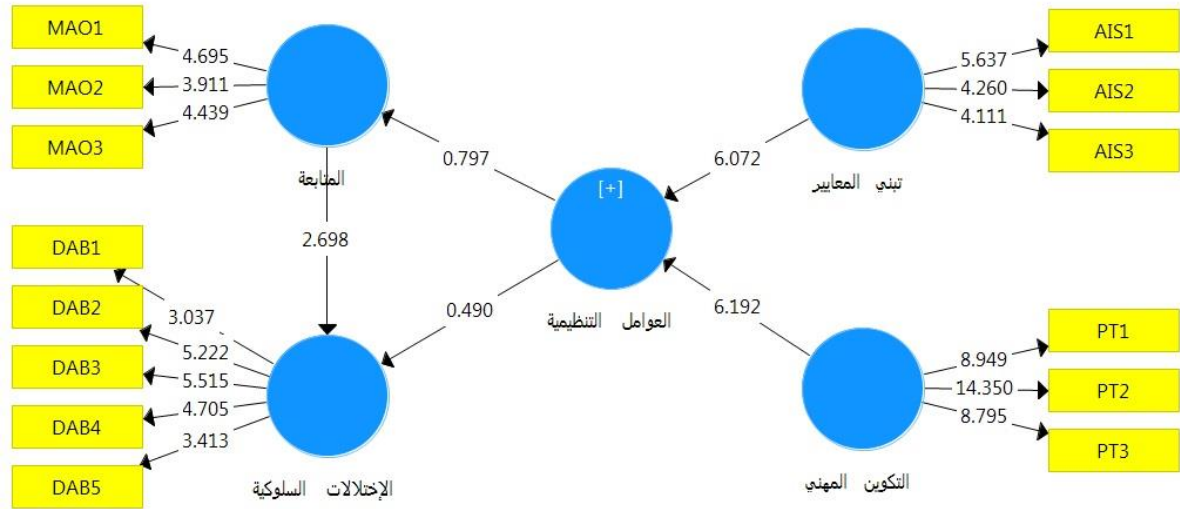 MAO1
MAO2
MAO3
4.695
3.911
4.439
المتابعة
2.698
DAB1
DAB2
DAB3
DAB4
DAB5
3.037
5.222
5.515
4.705
3.413
الإختلالات السلوكية
0.797
0.490
[+]
العوامل التنظيمية
6.072
6.192
تبني المعايير
5.637
4.260
4.111
AIS1
AIS2
AIS3
التكوين المهني
8.949
14.350
8.795
PT1
PT2
PT3